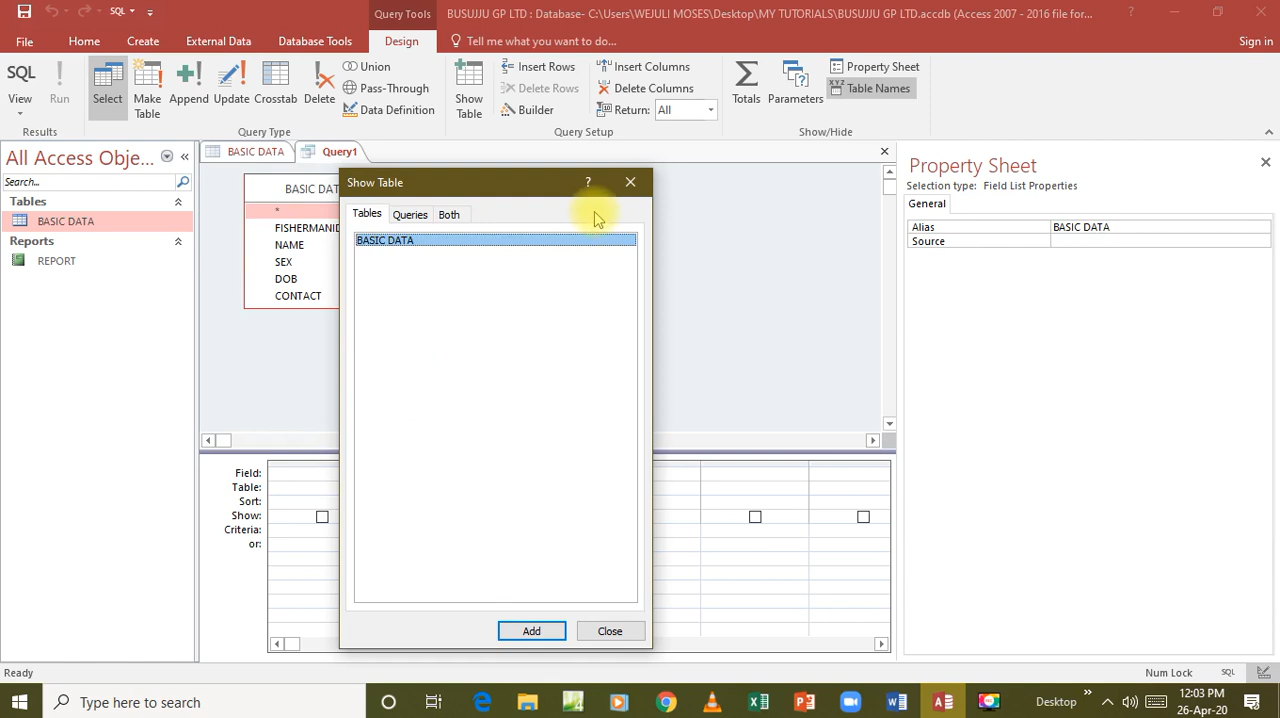 SQL
Query Tools
BUSUJJU GP LTD : Database- C:\Users\WEJULI MOSES\Desktop\MY TUTORIALS\BUSUJJU GP LTD.accdb (Access 2007 - 2016 file for...
?
File
Home
Create
External Data
Database Tools
Design
Tell me what you want to do...
Sign in
SQL
View
Run
Select
Make
Table
Append
Update
Crosstab
Delete
Union
Pass-Through
Data Definition
Show
Table
Insert Rows
Delete Rows
Builder
Insert Columns
Delete Columns
Return: All
Totals
Parameters
Property Sheet
XYZ Table Names
Results
Query Type
Query Setup
Show/Hide
All Access Obje...
Search...
Tables
BASIC DATA
Reports
REPORT
BASIC DATA
Query1
BASIC DAT
*
FISHERMANID
NAME
SEX
DOB
CONTACT
Show Table
?
Tables
Queries
Both
BASIC DATA
Add
Close
Field:
Table:
Sort:
Show:
Criteria:
or:
Property Sheet
Selection type: Field List Properties
General
Alias BASIC DATA
Source
Ready
Num Lock
SQL
Type here to search
Desktop
12:03 PM
26-Apr-20